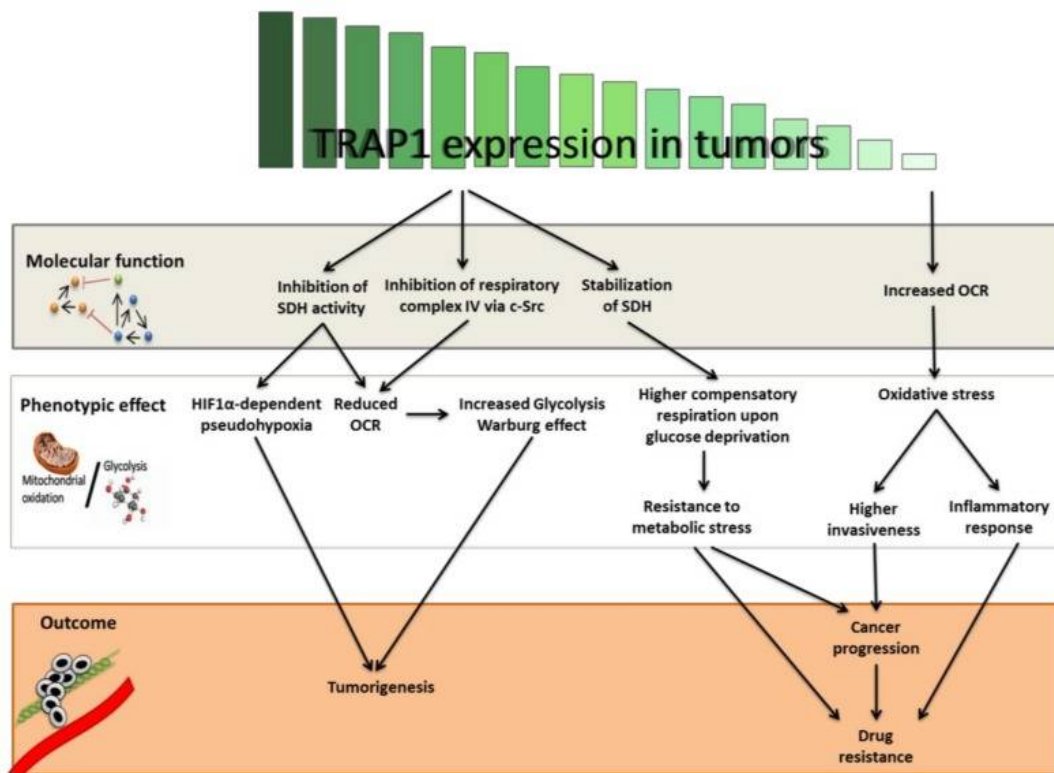 TRAP1 expression in tumors
Molecular function
Inhibition of
SDH activity
Inhibition of respiratory
complex IV via c-Src
Stabilization
of SDH
Increased OCR
Phenotypic effect
Mitochondrial
oxidation
Glycolysis
HIF1α-dependent
pseudohypoxia
Reduced
OCR
Increased Glycolysis
Warburg effect
Higher compensatory
respiration upon
glucose deprivation
Oxidative stress
Resistance to
metabolic stress
Higher
invasiveness
Inflammatory
response
Outcome
Tumorigenesis
Cancer
progression
Drug
resistance